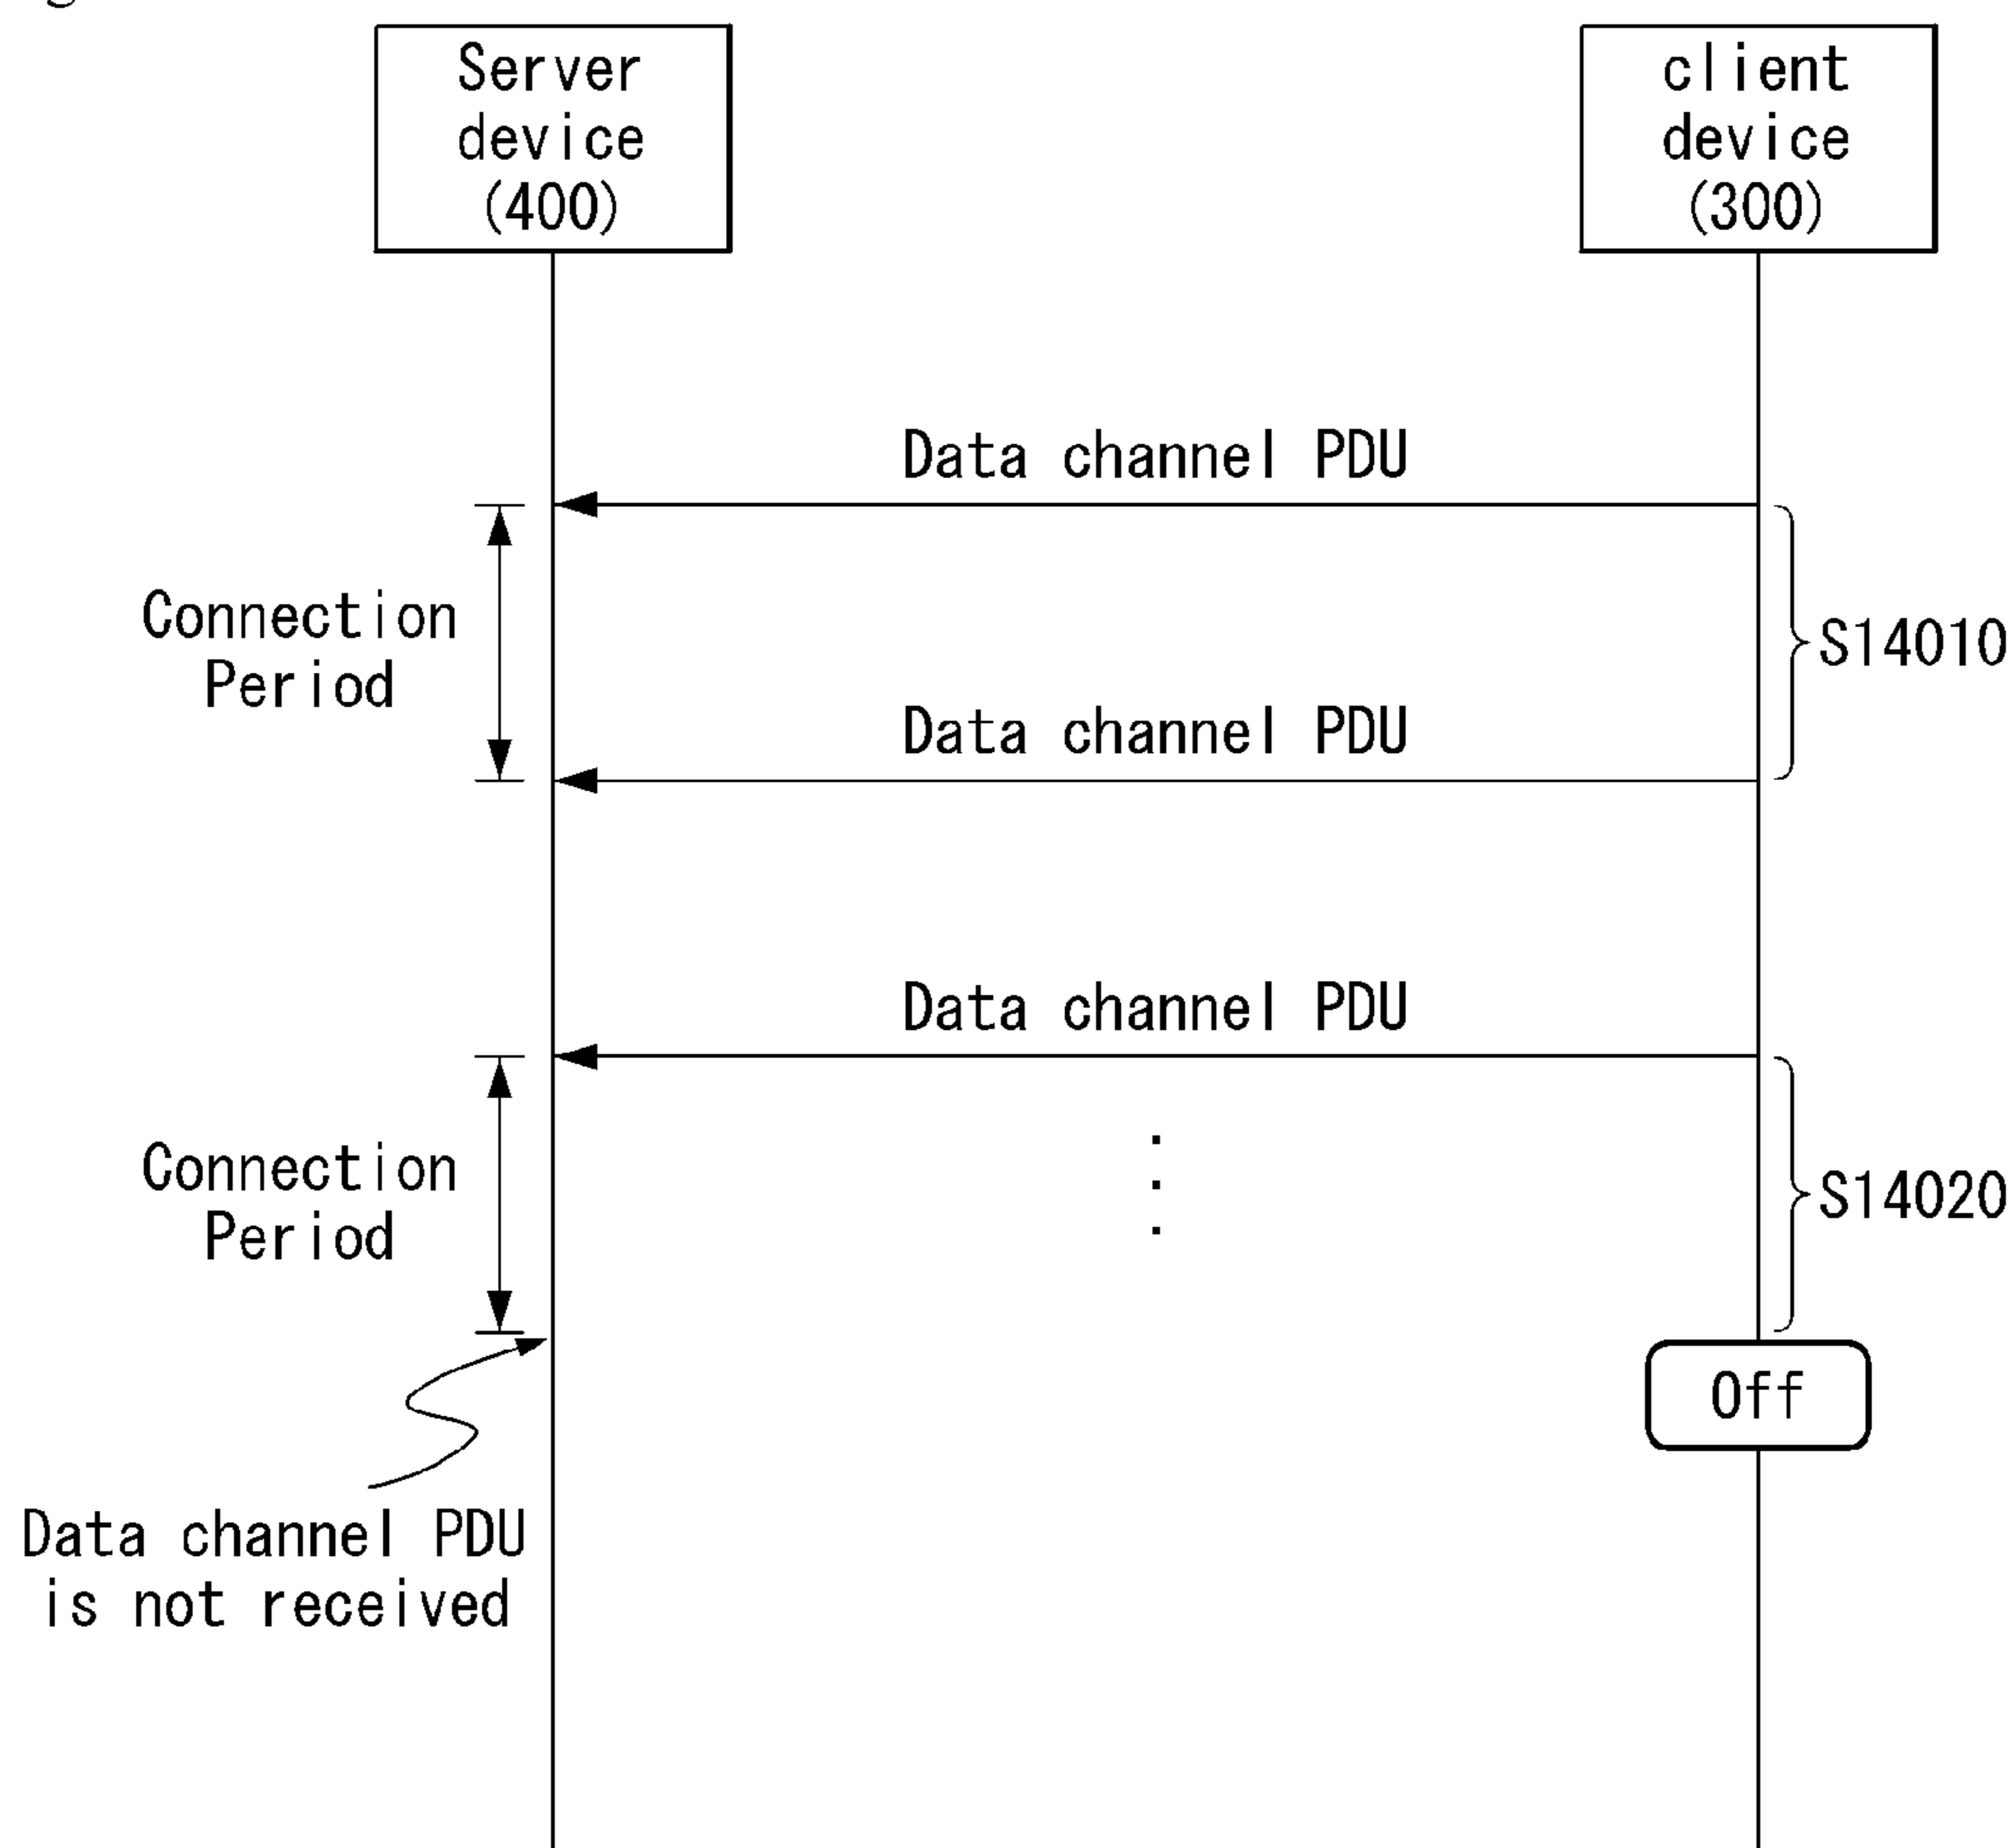 Server
device
(400)
client
device
(300)
Data channel PDU
Connection
Period
S14010
Data channel PDU
Data channel PDU
Connection
Period
S14020
Off
Data channel PDU
is not received